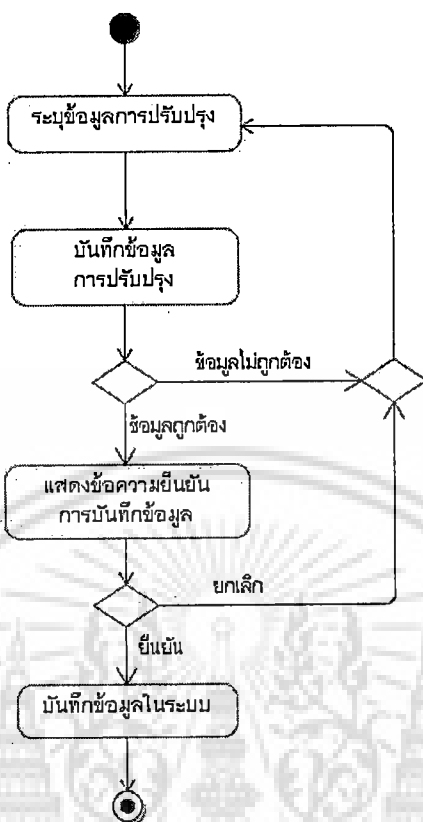 ระบุข้อมูลการปรับปรุง
บันทึกข้อมูล
การปรับปรุง
ข้อมูลไม่ถูกต้อง
ข้อมูลถูกต้อง
แสดงข้อความยืนยัน
การบันทึกข้อมูล
ยกเลิก
ยืนยัน
บันทึกข้อมูลในระบบ